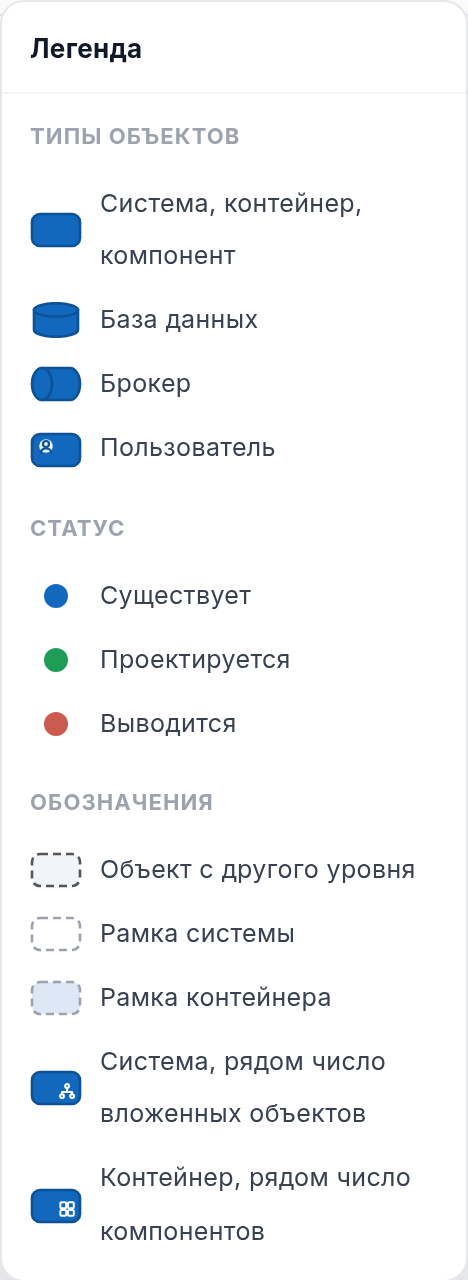 Легенда
ТИПЫ ОБЪЕКТОВ
Система, контейнер,
компонент
База данных
Брокер
Пользователь
СТАТУС
Существует
Проектируется
Выводится
ОБОЗНАЧЕНИЯ
Объект с другого уровня
Рамка системы
Рамка контейнера
Система, рядом число
вложенных объектов
Контейнер, рядом число
компонентов